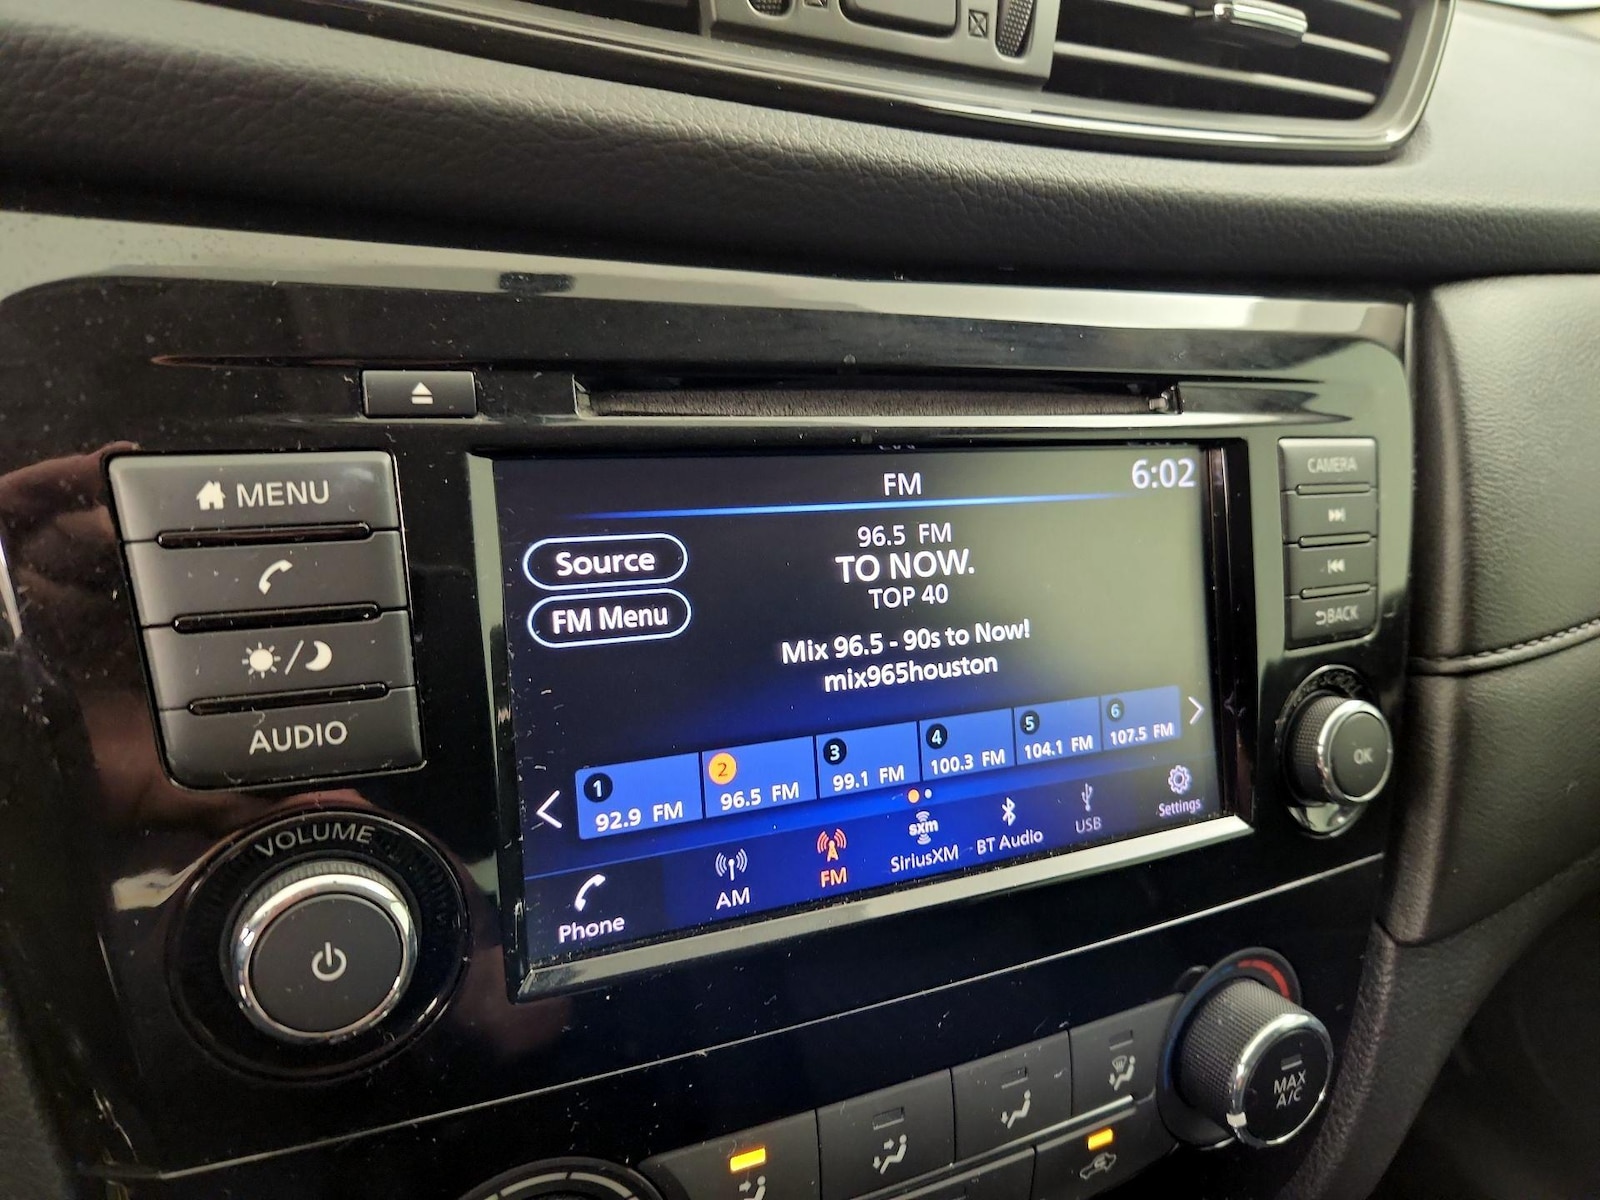 MENU
AUDIO
VOLUME
FM
6:02
Source
FM Menu
96.5 FM
TO NOW.
TOP 40
Mix 96.5 - 90s to Now!
mix965houston
1
92.9 FM
2
96.5 FM
3
99.1 FM
4
100.3 FM
5
104.1 FM
6
107.5 FM
Phone
AM
FM
sxm
SiriusXM
BT Audio
USB
Settings
CAMERA
BACK
OK
MAX
A/C